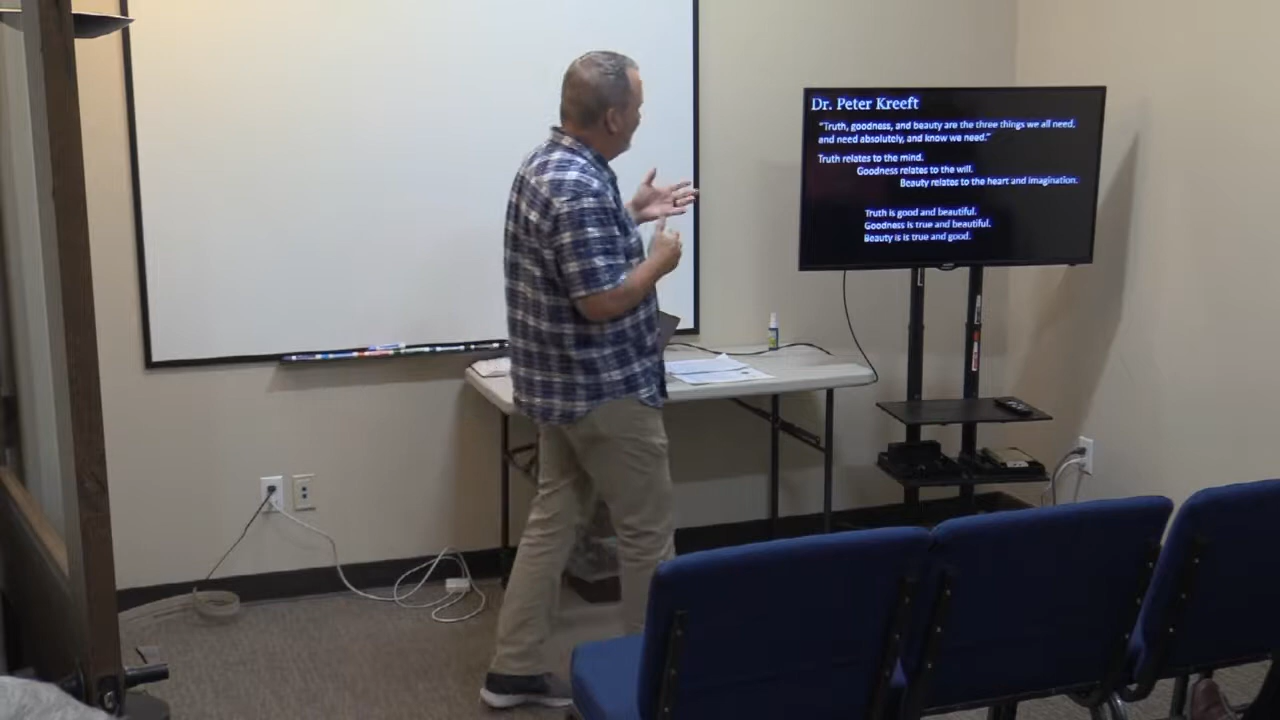 Dr. Peter Kreeft
"Truth, goodness, and beauty are the three things we all need,
and need absolutely, and know we need."
Truth relates to the mind.
Goodness relates to the will.
Beauty relates to the heart and imagination.
Truth is good and beautiful.
Goodness is true and beautiful.
Beauty is is true and good.